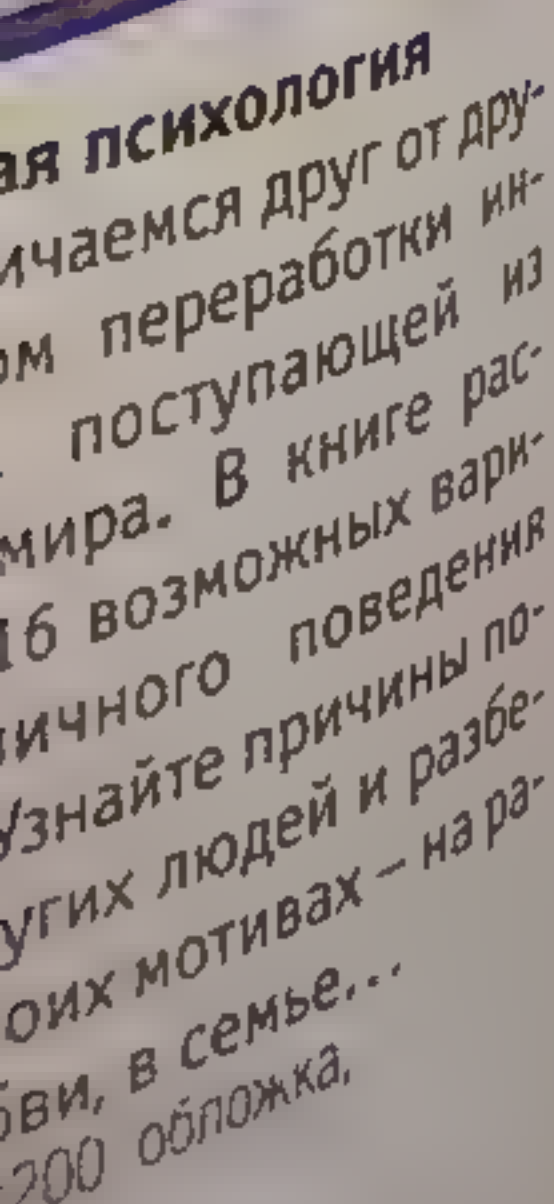 ая психология
ичаемся друг от дру-
ом переработки ин-
поступающей из
мира. В книге рас-
16 возможных вари-
ичного поведения
Узнайте причины по-
угих людей и разбе-
оих мотивах – на ра-
бви, в семье...
-200 обложка,